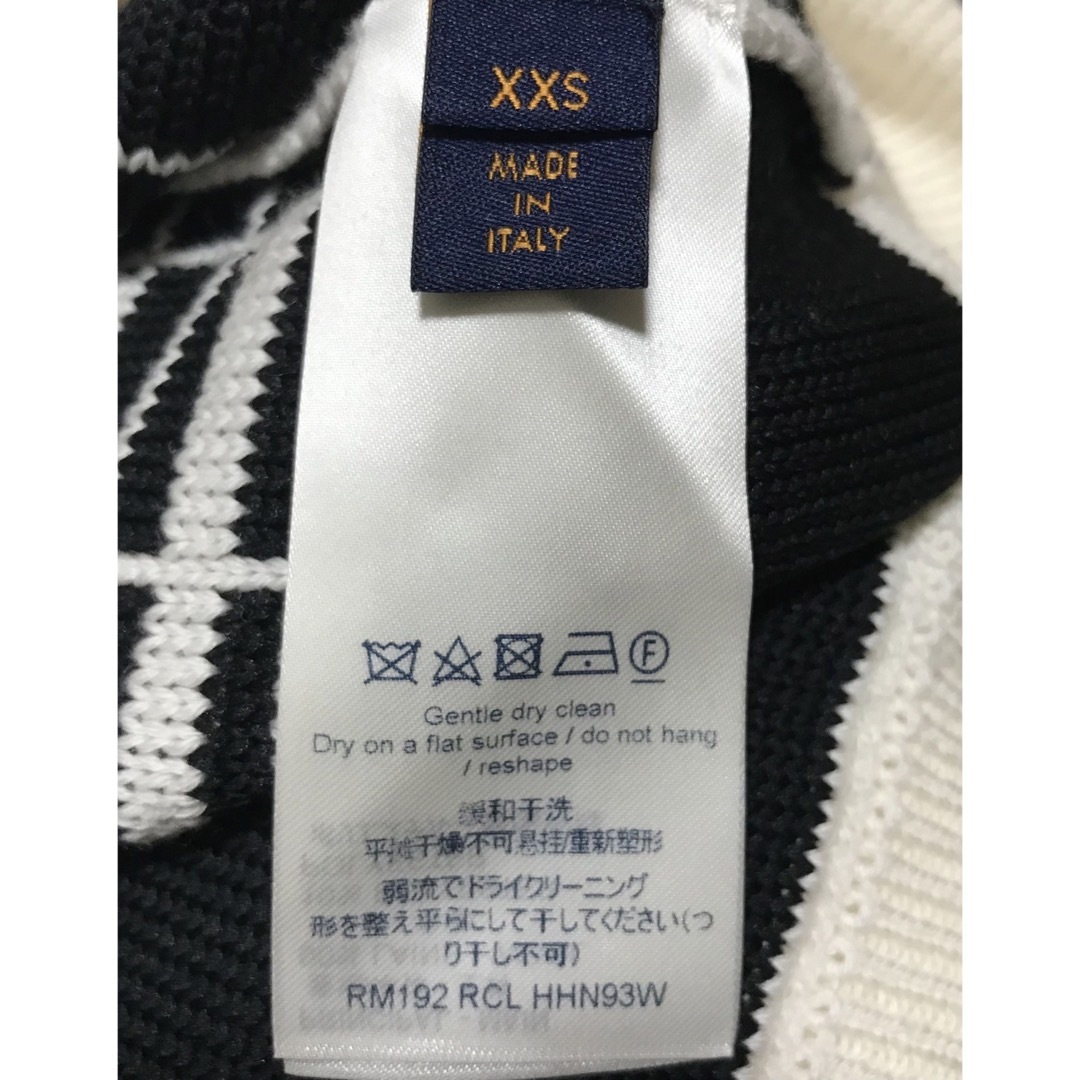 XXS
MADE
IN
ITALY
F
Gentle dry clean
Dry on a flat surface / do not hang
/ reshape
缓和干洗
平摊干燥/不可悬挂/重新塑形
弱流でドライクリーニング
形を整え平らにして干してください(つ
り干し不可)
RM192 RCL HHN93W